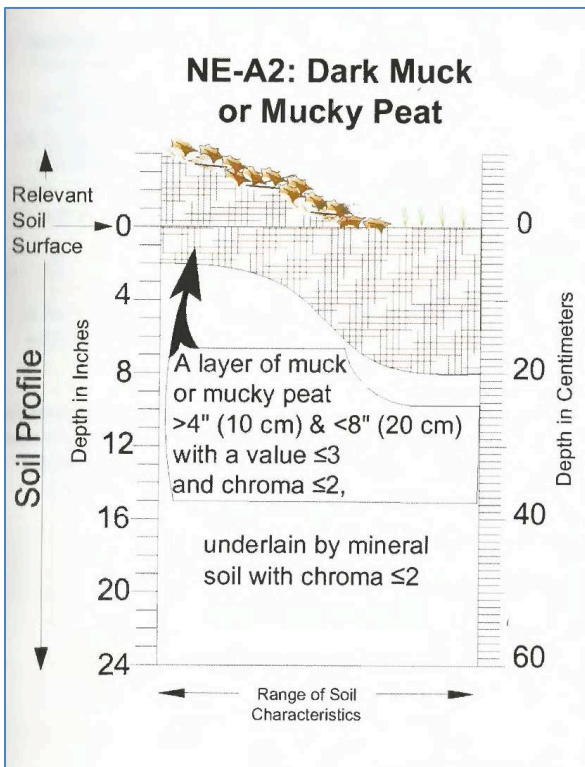 NE-A2: Dark Muck
or Mucky Peat
Relevant
Soil
Surface
0
4
8
12
16
20
24
0
20
40
60
Soil Profile
Depth in Inches
Depth in Centimeters
A layer of muck
or mucky peat
>4" (10 cm) & <8" (20 cm)
with a value ≤3
and chroma ≤2,
underlain by mineral
soil with chroma ≤2
Range of Soil
Characteristics